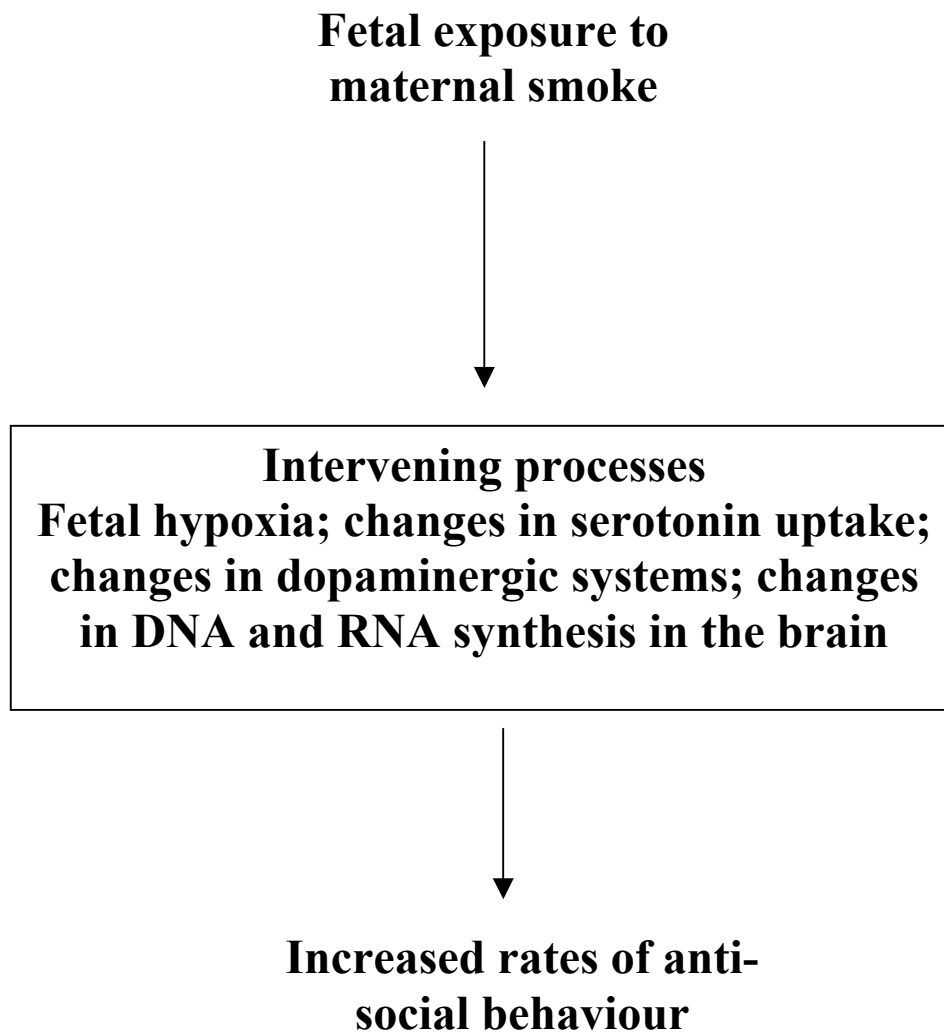 Fetal exposure to
maternal smoke
Intervening processes
Fetal hypoxia; changes in serotonin uptake;
changes in dopaminergic systems; changes
in DNA and RNA synthesis in the brain
Increased rates of anti-
social behaviour